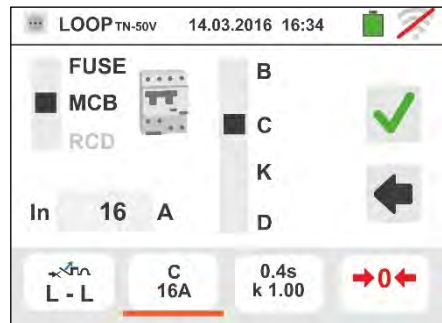 LOOP TN-50V 14.03.2016 16:34
FUSE
MCB
RCD
B
C
K
D
In 16 A
L - L
C
16A
0.4s
k 1.00
0